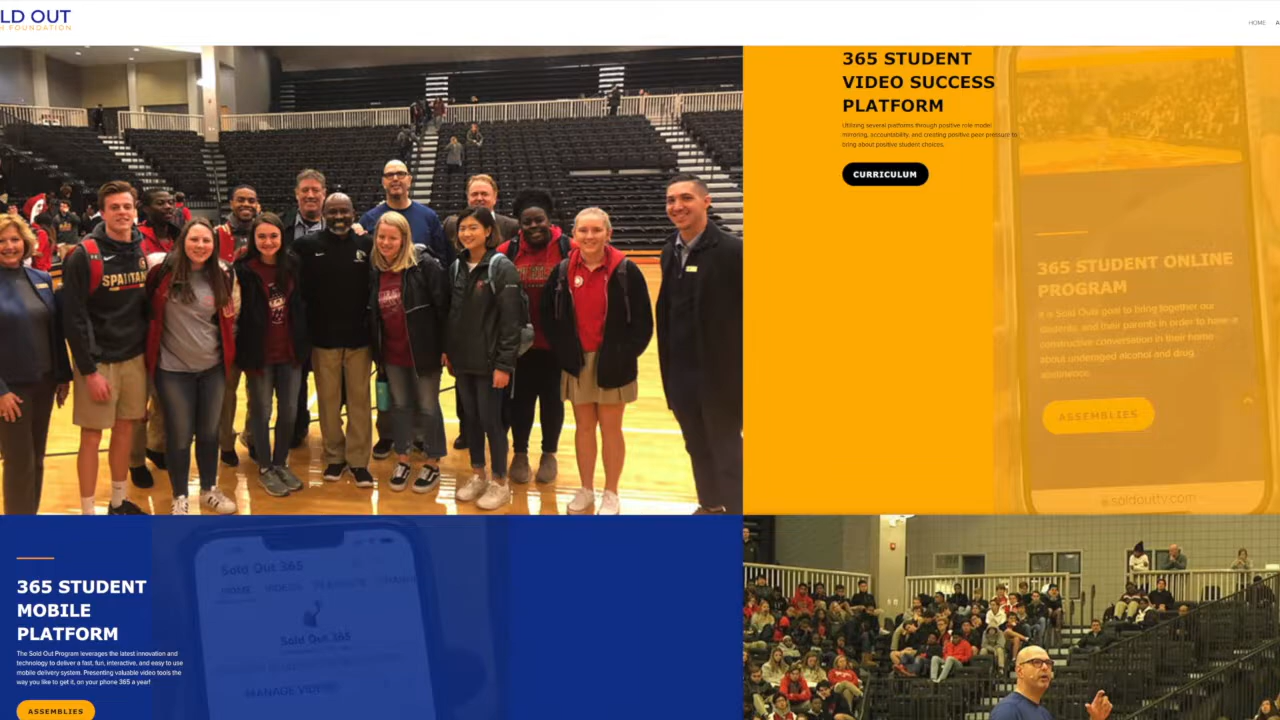 LD OUT
H FOUNDATION
HOME
A
SPARTAN
365 STUDENT
VIDEO SUCCESS
PLATFORM
Utilizing several platforms through positive role model
mirroring, accountability, and creating positive peer pressure to
bring about positive student choices.
CURRICULUM
365 STUDENT ONLINE
PROGRAM
It is Sold Outs goal to bring together our
students, and their parents in order to have a
constructive conversation in their home
about underaged alcohol and drug
abstinence.
ASSEMBLIES
soldouttv.com
365 STUDENT
MOBILE
PLATFORM
The Sold Out Program leverages the latest innovation and
technology to deliver a fast, fun, interactive, and easy to use
mobile delivery system. Presenting valuable video tools the
way you like to get it, on your phone 365 a year!
ASSEMBLIES
Sold Out 365
HOME VIDEOS PLAYLISTS
Sold Out 365
MANAGE VIDEOS